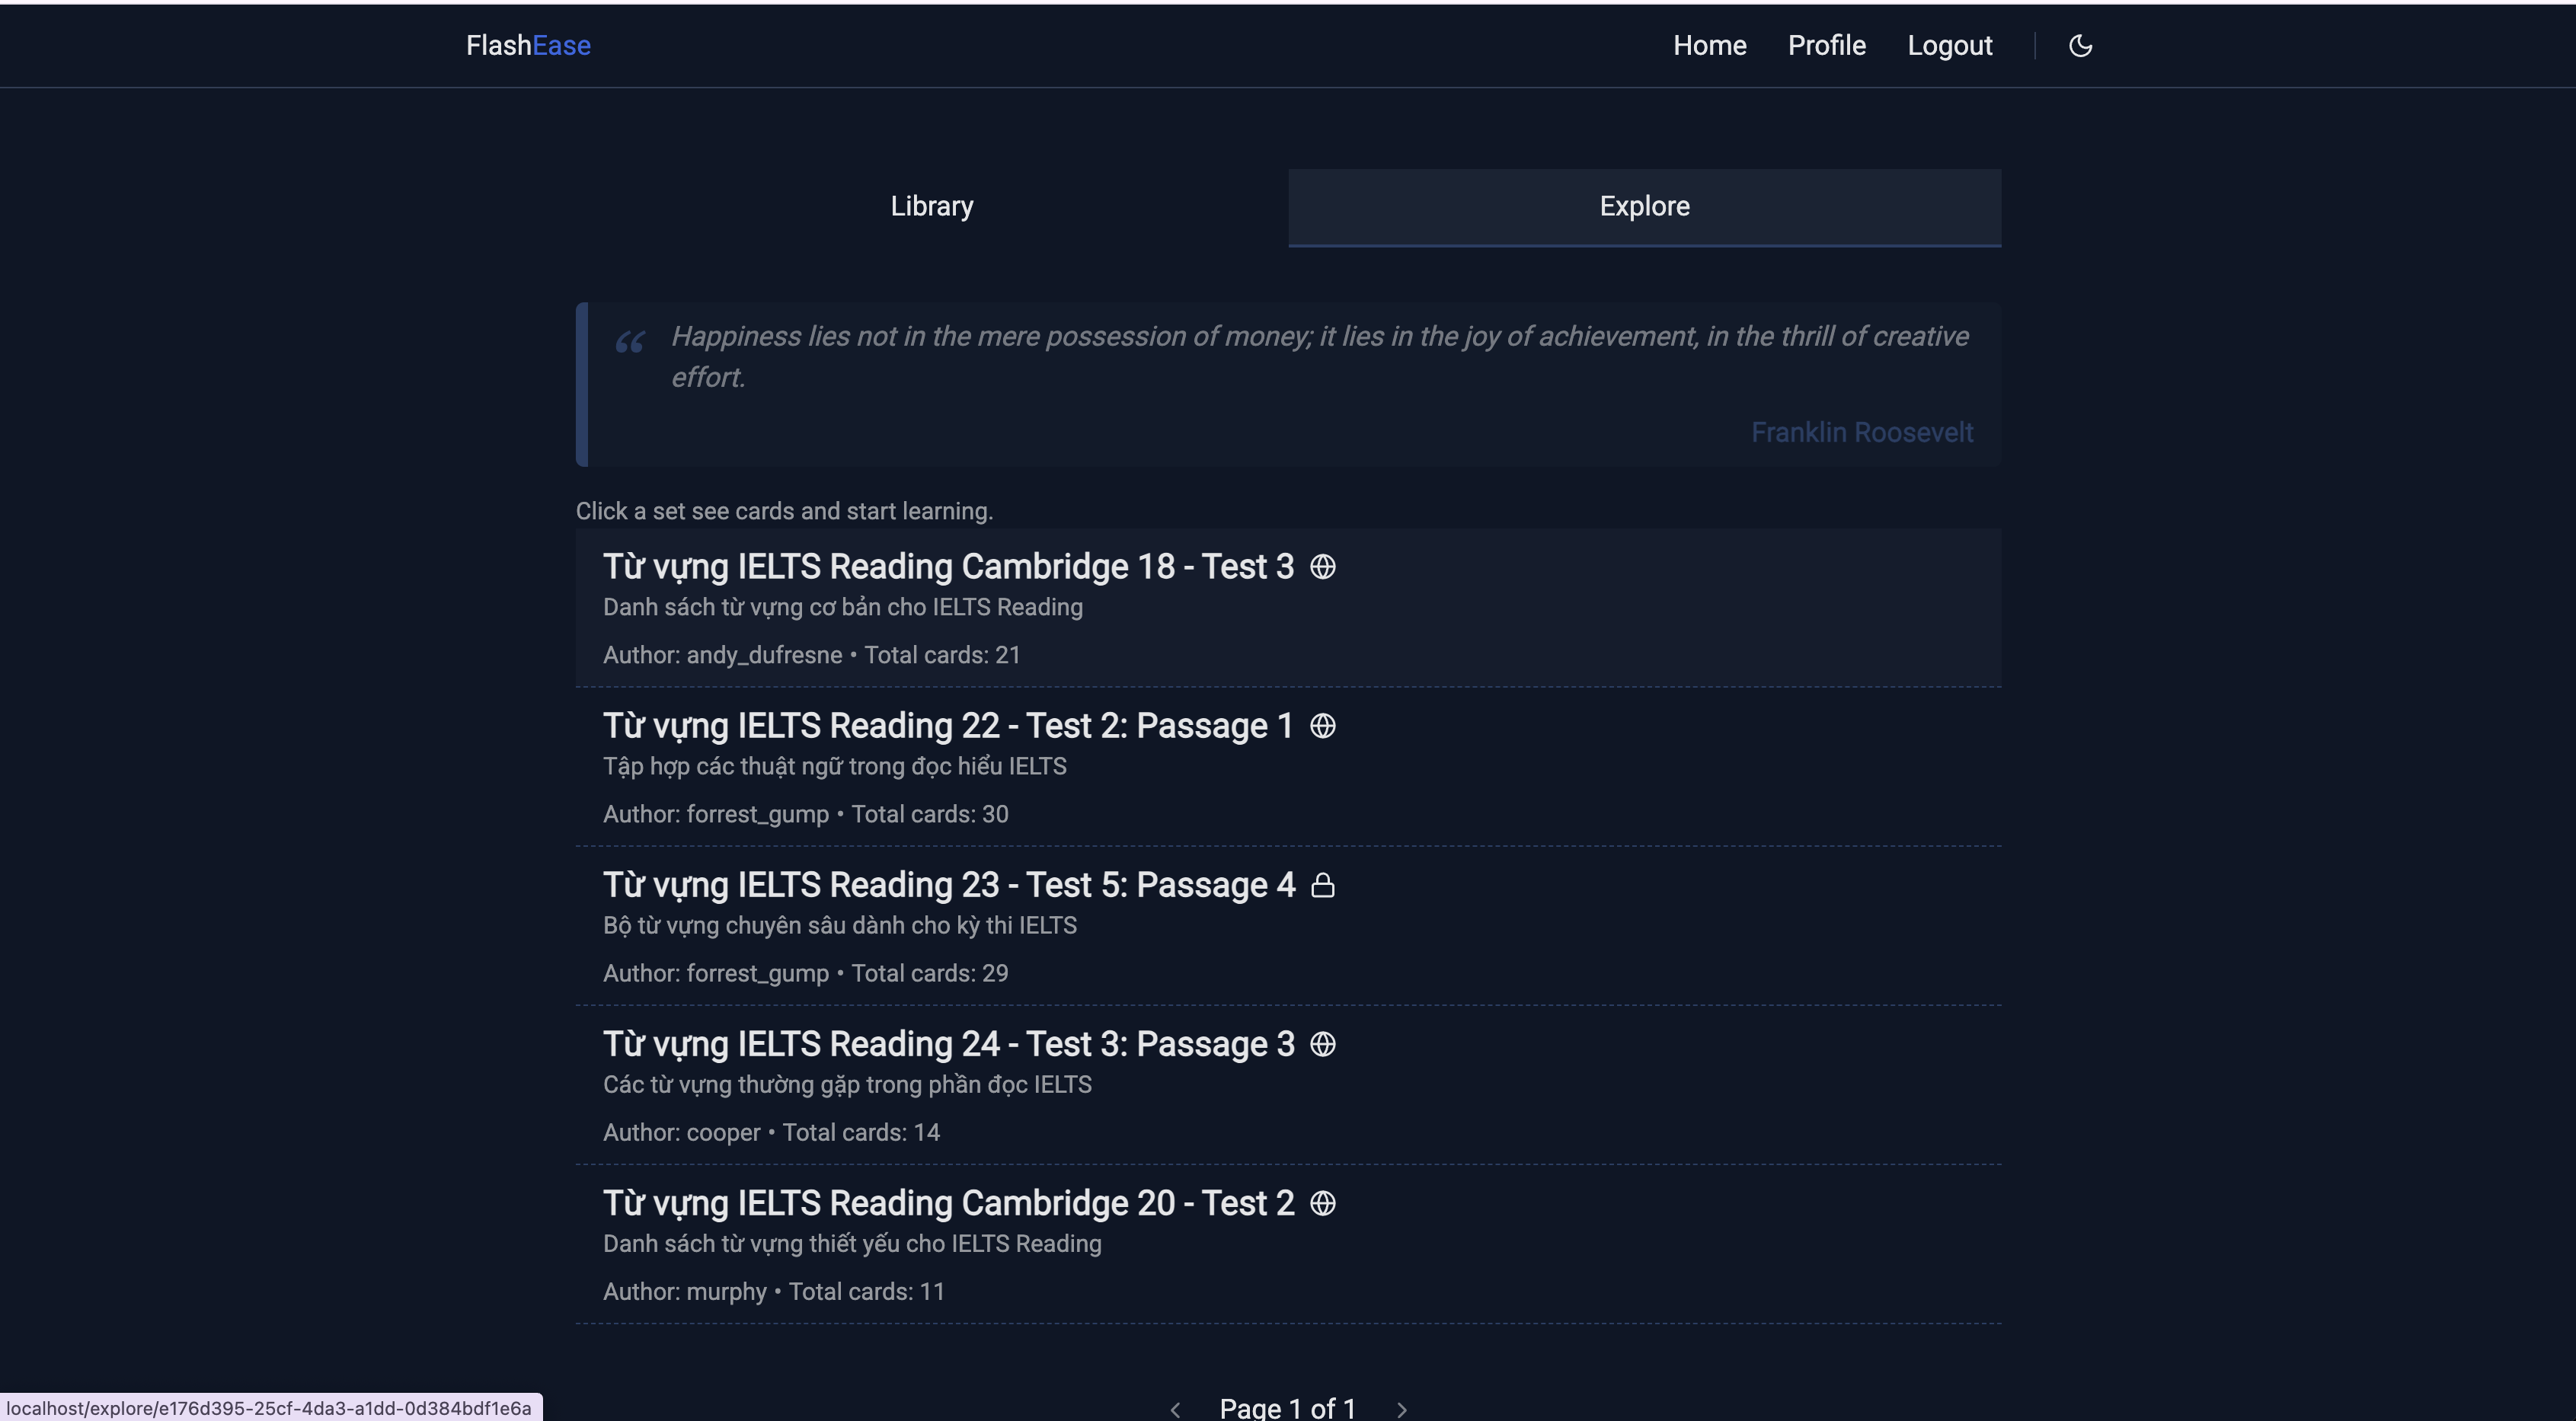 FlashEase
Home Profile Logout
Library
Explore
“ Happiness lies not in the mere possession of money; it lies in the joy of achievement, in the thrill of creative
effort.
Franklin Roosevelt
Click a set see cards and start learning.
Từ vựng IELTS Reading Cambridge 18 - Test 3
Danh sách từ vựng cơ bản cho IELTS Reading
Author: andy_dufresne • Total cards: 21
Từ vựng IELTS Reading 22 - Test 2: Passage 1
Tập hợp các thuật ngữ trong đọc hiểu IELTS
Author: forrest_gump • Total cards: 30
Từ vựng IELTS Reading 23 - Test 5: Passage 4
Bộ từ vựng chuyên sâu dành cho kỳ thi IELTS
Author: forrest_gump • Total cards: 29
Từ vựng IELTS Reading 24 - Test 3: Passage 3
Các từ vựng thường gặp trong phần đọc IELTS
Author: cooper • Total cards: 14
Từ vựng IELTS Reading Cambridge 20 - Test 2
Danh sách từ vựng thiết yếu cho IELTS Reading
Author: murphy • Total cards: 11
Page 1 of 1
localhost/explore/e176d395-25cf-4da3-a1dd-0d384bdf1e6a